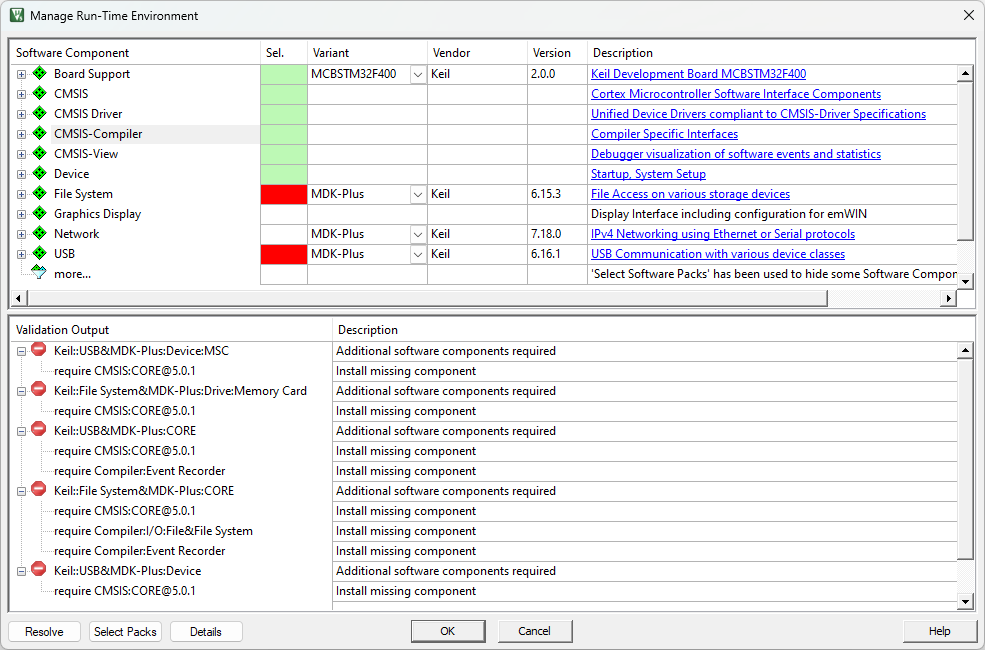 Manage Run-Time Environment
Software Component Sel. Variant Vendor Version Description
Board Support MCBSTM32F400 Keil 2.0.0 Keil Development Board MCBSTM32F400
CMSIS Cortex Microcontroller Software Interface Components
CMSIS Driver Unified Device Drivers compliant to CMSIS-Driver Specifications
CMSIS-Compiler Compiler Specific Interfaces
CMSIS-View Debugger visualization of software events and statistics
Device Startup, System Setup
File System MDK-Plus Keil 6.15.3 File Access on various storage devices
Graphics Display Display Interface including configuration for emWIN
Network MDK-Plus Keil 7.18.0 IPv4 Networking using Ethernet or Serial protocols
USB MDK-Plus Keil 6.16.1 USB Communication with various device classes
more... 'Select Software Packs' has been used to hide some Software Compor
Validation Output Description
Keil::USB&MDK-Plus:Device:MSC Additional software components required
require CMSIS:CORE@5.0.1 Install missing component
Keil::File System&MDK-Plus:Drive:Memory Card Additional software components required
require CMSIS:CORE@5.0.1 Install missing component
Keil::USB&MDK-Plus:CORE Additional software components required
require CMSIS:CORE@5.0.1 Install missing component
require Compiler:Event Recorder Install missing component
Keil::File System&MDK-Plus:CORE Additional software components required
require CMSIS:CORE@5.0.1 Install missing component
require Compiler:I/O:File&File System Install missing component
require Compiler:Event Recorder Install missing component
Keil::USB&MDK-Plus:Device Additional software components required
require CMSIS:CORE@5.0.1 Install missing component
Resolve Select Packs Details OK Cancel Help